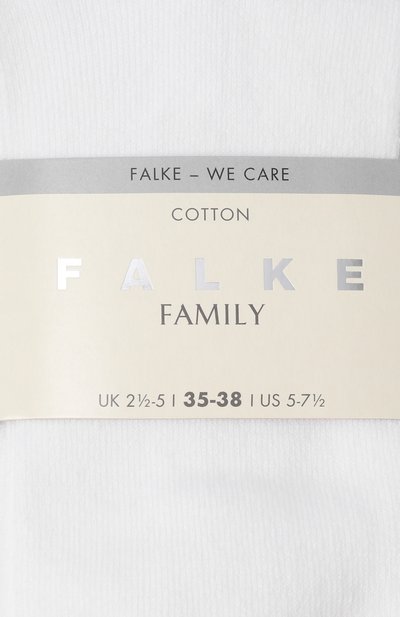 FALKE – WE CARE
COTTON
FALKE
FAMILY
UK 2½-5 I 35-38 I US 5-7½